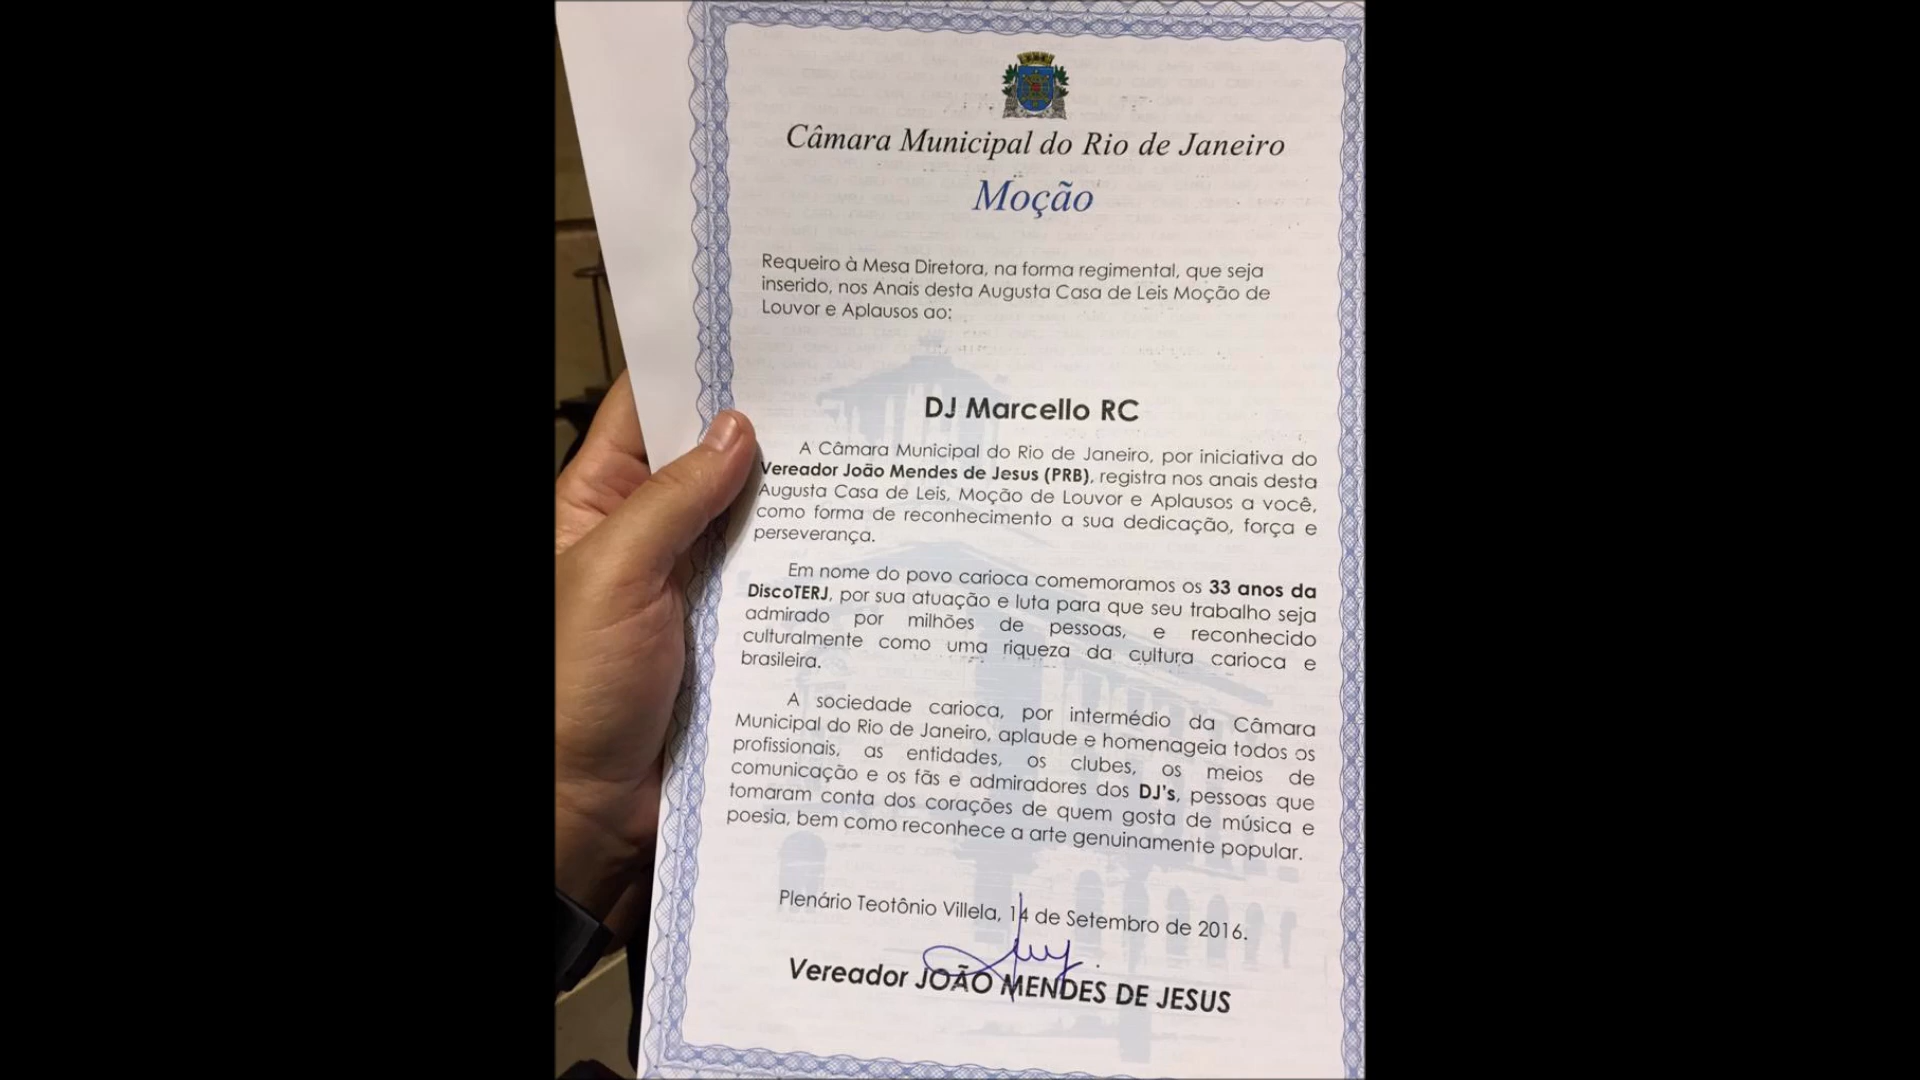 Câmara Municipal do Rio de Janeiro
Moção
Requeiro à Mesa Diretora, na forma regimental, que seja
inserido, nos Anais desta Augusta Casa de Leis Moção de
Louvor e Aplausos ao:
DJ Marcello RC
A Câmara Municipal do Rio de Janeiro, por iniciativa do
Vereador João Mendes de Jesus (PRB), registra nos anais desta
Augusta Casa de Leis, Moção de Louvor e Aplausos a você,
como forma de reconhecimento a sua dedicação, força e
perseverança.
Em nome do povo carioca comemoramos os 33 anos da
DiscoTERJ, por sua atuação e luta para que seu trabalho seja
admirado por milhões de pessoas, e reconhecido
culturalmente como uma riqueza da cultura carioca e
brasileira.
A sociedade carioca, por intermédio da Câmara
Municipal do Rio de Janeiro, aplaude e homenageia todos os
profissionais, as entidades, os clubes, os meios de
comunicação e os fãs e admiradores dos DJ's, pessoas que
tomaram conta dos corações de quem gosta de música e
poesia, bem como reconhece a arte genuinamente popular.
Plenário Teotônio Villela, 14 de Setembro de 2016.
Vereador JOÃO MENDES DE JESUS